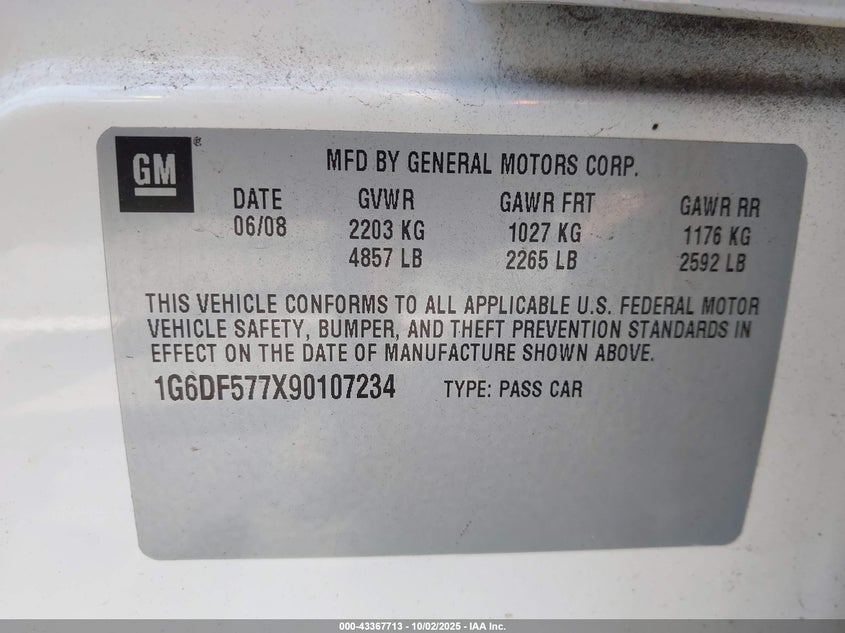 GM ®
MFD BY GENERAL MOTORS CORP.
DATE GVWR GAWR FRT GAWR RR
06/08 2203 KG 1027 KG 1176 KG
4857 LB 2265 LB 2592 LB
THIS VEHICLE CONFORMS TO ALL APPLICABLE U.S. FEDERAL MOTOR
VEHICLE SAFETY, BUMPER, AND THEFT PREVENTION STANDARDS IN
EFFECT ON THE DATE OF MANUFACTURE SHOWN ABOVE.
1G6DF577X90107234 TYPE: PASS CAR
000-43367713 - 10/02/2025 - IAA Inc.